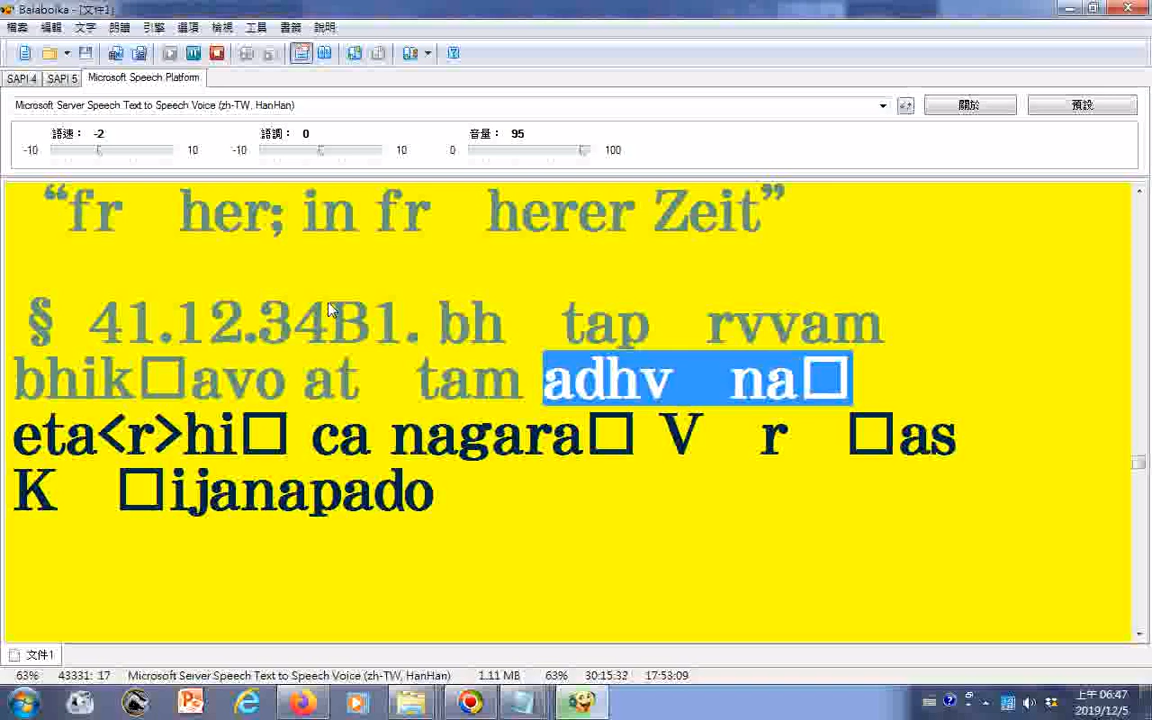 Balabolka - [文件1]
檔案 編輯 文字 朗讀 引擎 選項 檢視 工具 書籤 說明
SAPI 4 SAPI 5 Microsoft Speech Platform
Microsoft Server Speech Text to Speech Voice (zh-TW, HanHan) 關於 預設
語速: -2 語調: 0 音量: 95
-10 10 -10 10 0 100
“fr her; in fr herer Zeit”
§ 41.12.34B1. bh tap rvvam
bhik□avo at tam adhv na□
eta<r>hi□ ca nagara□ V r □as
K □ijanapado
文件1
63% 43331: 17 Microsoft Server Speech Text to Speech Voice (zh-TW, HanHan) 1.11 MB 63% 30:15:32 17:53:09
上午 06:47
2019/12/5